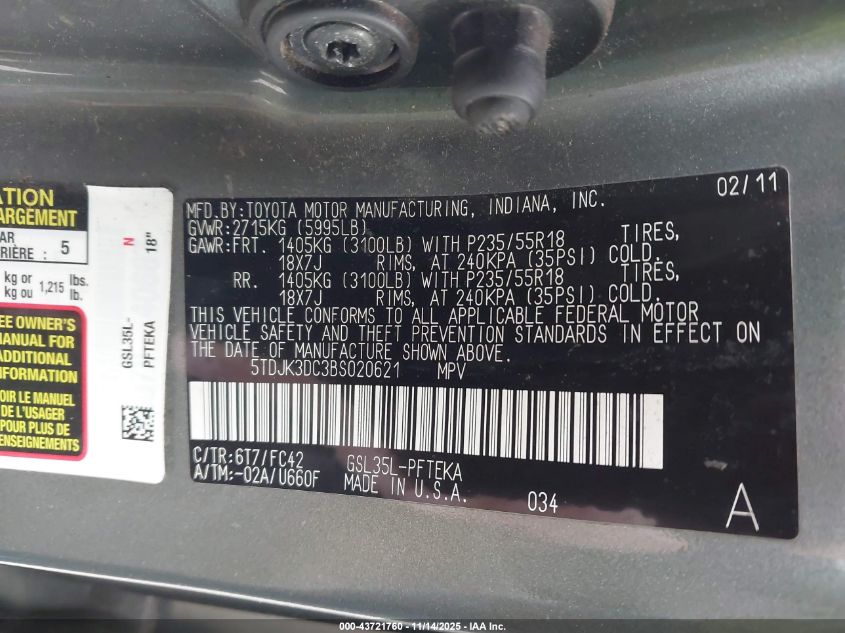 ATION
ARGEMENT
AR
RIÈRE: 5
kg or 1,215 lbs.
kg ou lb.
EE OWNER'S
MANUAL FOR
ADDITIONAL
INFORMATION
OIR LE MANUEL
DE L'USAGER
POUR PLUS DE
ENSEIGNEMENTS
N
18"
GSL35L-
PFTEKA
02/11
MFD.BY:TOYOTA MOTOR MANUFACTURING, INDIANA, INC.
GVWR:2715KG (5995LB)
GAWR:FRT. 1405KG (3100LB) WITH P235/55R18 TIRES,
18X7J RIMS, AT 240KPA (35PSI) COLD.
RR. 1405KG (3100LB) WITH P235/55R18 TIRES,
18X7J RIMS, AT 240KPA (35PSI) COLD.
THIS VEHICLE CONFORMS TO ALL APPLICABLE FEDERAL MOTOR
VEHICLE SAFETY AND THEFT PREVENTION STANDARDS IN EFFECT ON
THE DATE OF MANUFACTURE SHOWN ABOVE.
5TDJK3DC3BS020621 MPV
C/TR:6T7/FC42 GSL35L-PFTEKA
A/TM:-02A/U660F MADE IN U.S.A.
034
A
000-43721760 - 11/14/2025 - IAA Inc.